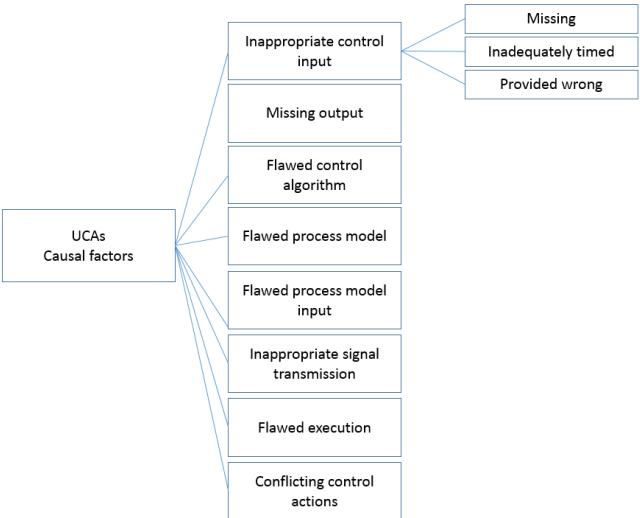 Missing
Inappropriate control
input
Inadequately timed
Provided wrong
Missing output
Flawed control
algorithm
UCAs
Causal factors
Flawed process model
Flawed process model
input
Inappropriate signal
transmission
Flawed execution
Conflicting control
actions